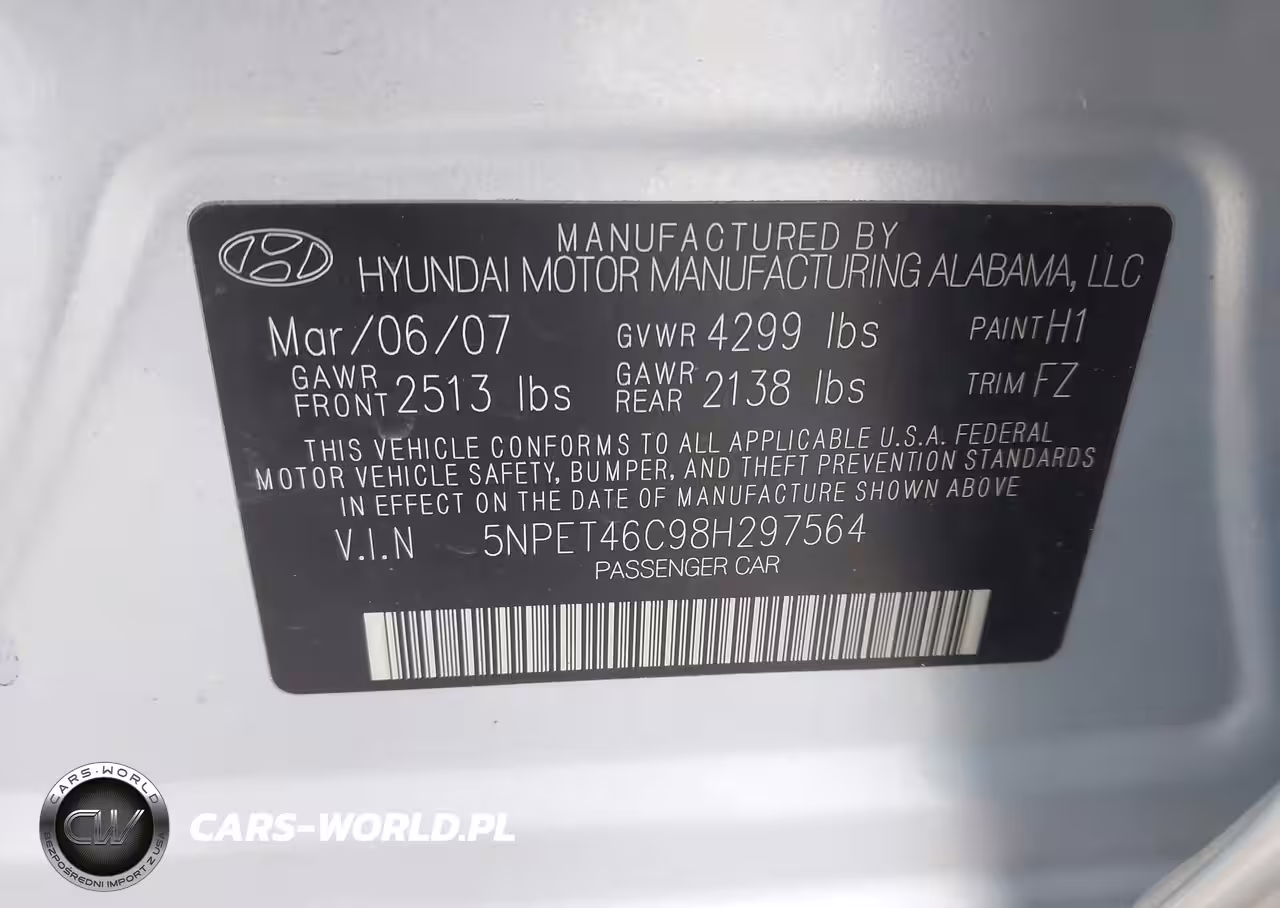 MANUFACTURED BY
HYUNDAI MOTOR MANUFACTURING ALABAMA, LLC
Mar/06/07 GVWR 4299 lbs PAINT H1
GAWR FRONT 2513 lbs GAWR REAR 2138 lbs TRIM FZ
THIS VEHICLE CONFORMS TO ALL APPLICABLE U.S.A. FEDERAL
MOTOR VEHICLE SAFETY, BUMPER, AND THEFT PREVENTION STANDARDS
IN EFFECT ON THE DATE OF MANUFACTURE SHOWN ABOVE
V.I.N 5NPET46C98H297564
PASSENGER CAR
CARS-WORLD
CW
BEZPOŚREDNI IMPORT Z USA
CARS-WORLD.PL